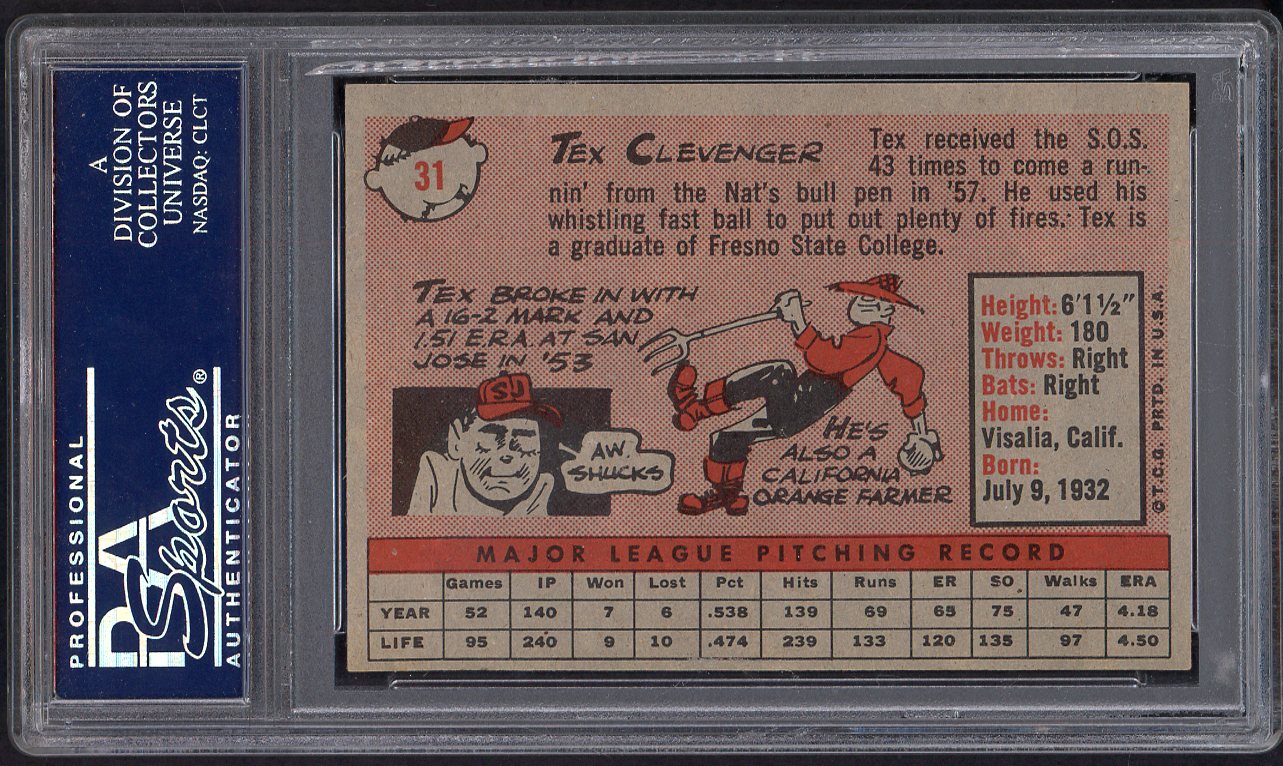 A
DIVISION OF
COLLECTORS
UNIVERSE
NASDAQ: CLCT
PROFESSIONAL
PSA
Sports®
AUTHENTICATOR
31
TEX CLEVENGER
Tex received the S.O.S.
43 times to come a run-
nin' from the Nat's bull pen in '57. He used his
whistling fast ball to put out plenty of fires. Tex is
a graduate of Fresno State College.
TEX BROKE IN WITH
A 16-2 MARK AND
1.51 ERA AT SAN
JOSE IN '53
SJ
AW.
SHUCKS
HE'S
ALSO A
CALIFORNIA
ORANGE FARMER
Height: 6'1½"
Weight: 180
Throws: Right
Bats: Right
Home:
Visalia, Calif.
Born:
July 9, 1932
©T.C.G. PRTD. IN U.S.A.
MAJOR LEAGUE PITCHING RECORD
Games IP Won Lost Pct Hits Runs ER SO Walks ERA
YEAR 52 140 7 6 .538 139 69 65 75 47 4.18
LIFE 95 240 9 10 .474 239 133 120 135 97 4.50